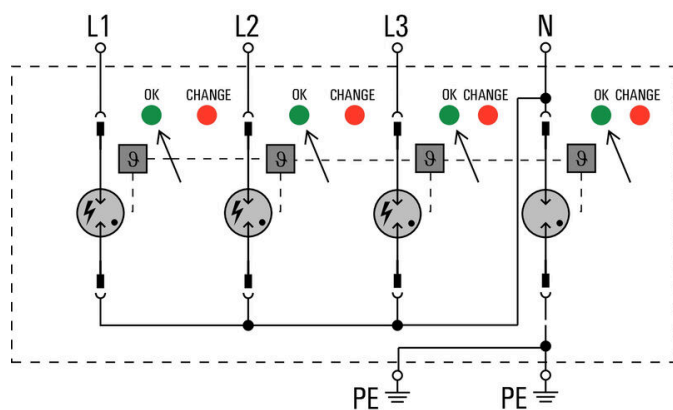 L1 L2 L3 N
OK CHANGE OK CHANGE OK CHANGE OK CHANGE
ϑ ϑ ϑ ϑ
PE PE